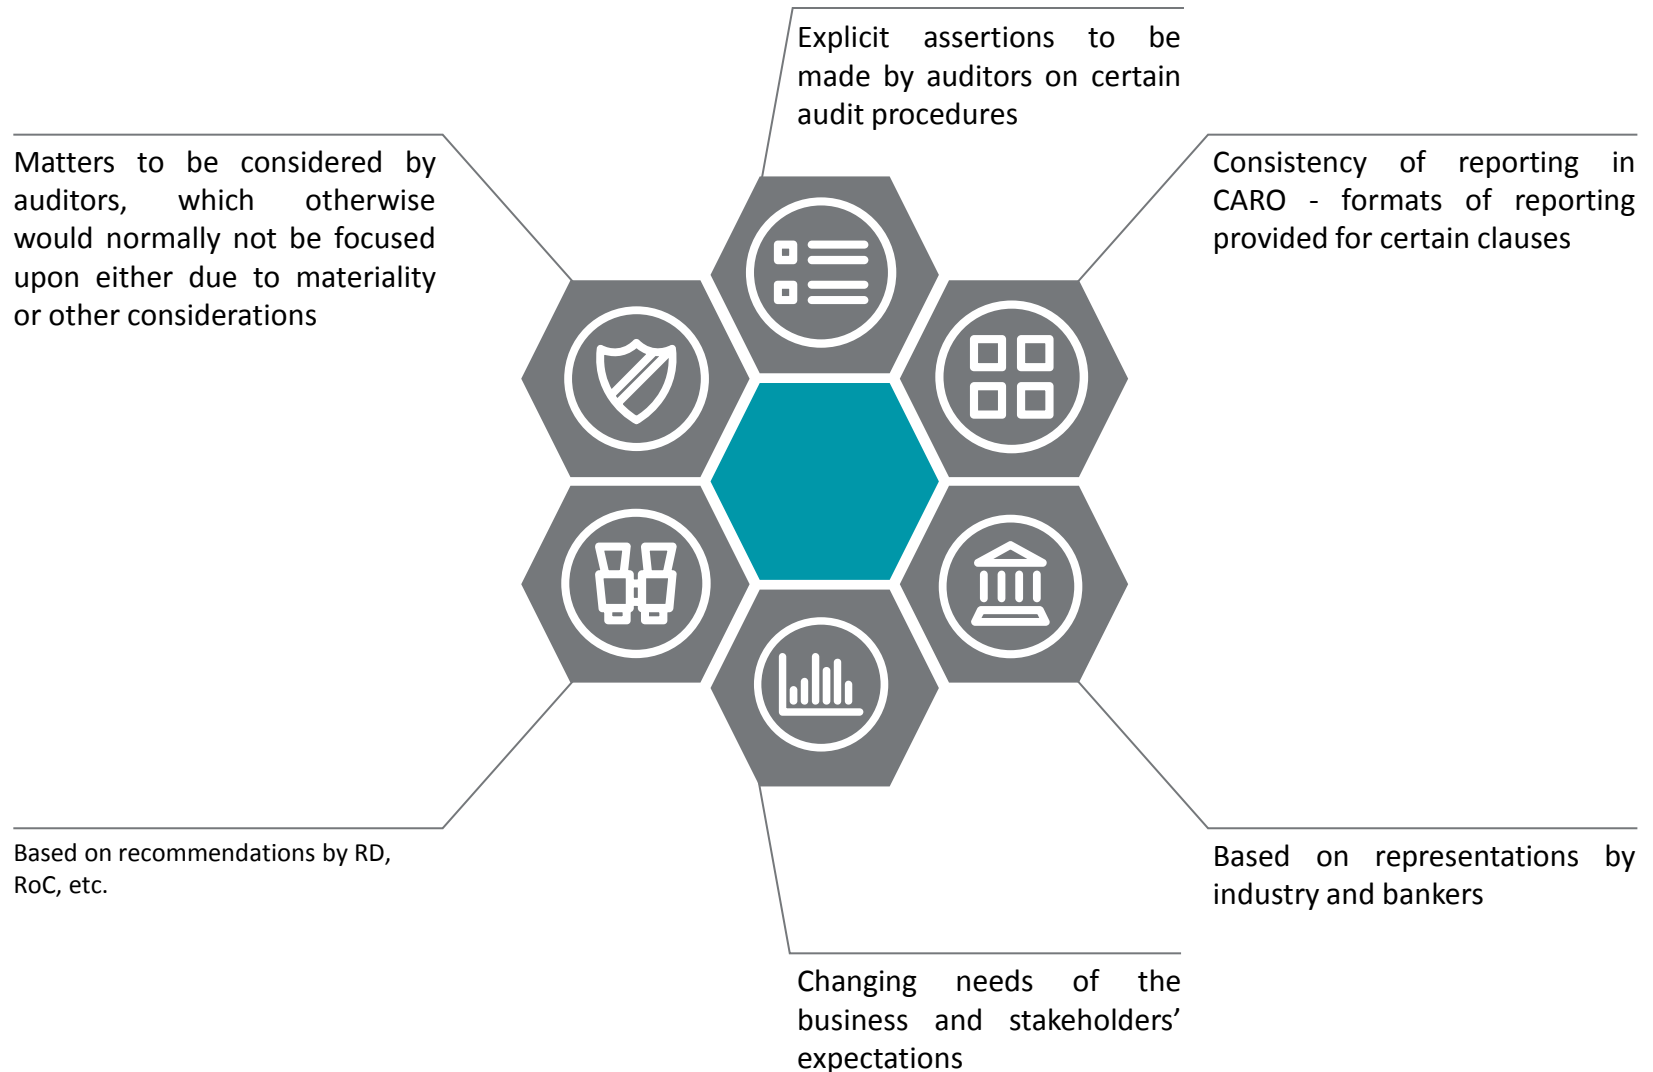 Explicit assertions to be
made by auditors on certain
audit procedures
Matters to be considered by
auditors, which otherwise
would normally not be focused
upon either due to materiality
or other considerations
Consistency of reporting in
CARO - formats of reporting
provided for certain clauses
Based on recommendations by RD,
RoC, etc.
Based on representations by
industry and bankers
Changing needs of the
business and stakeholders’
expectations